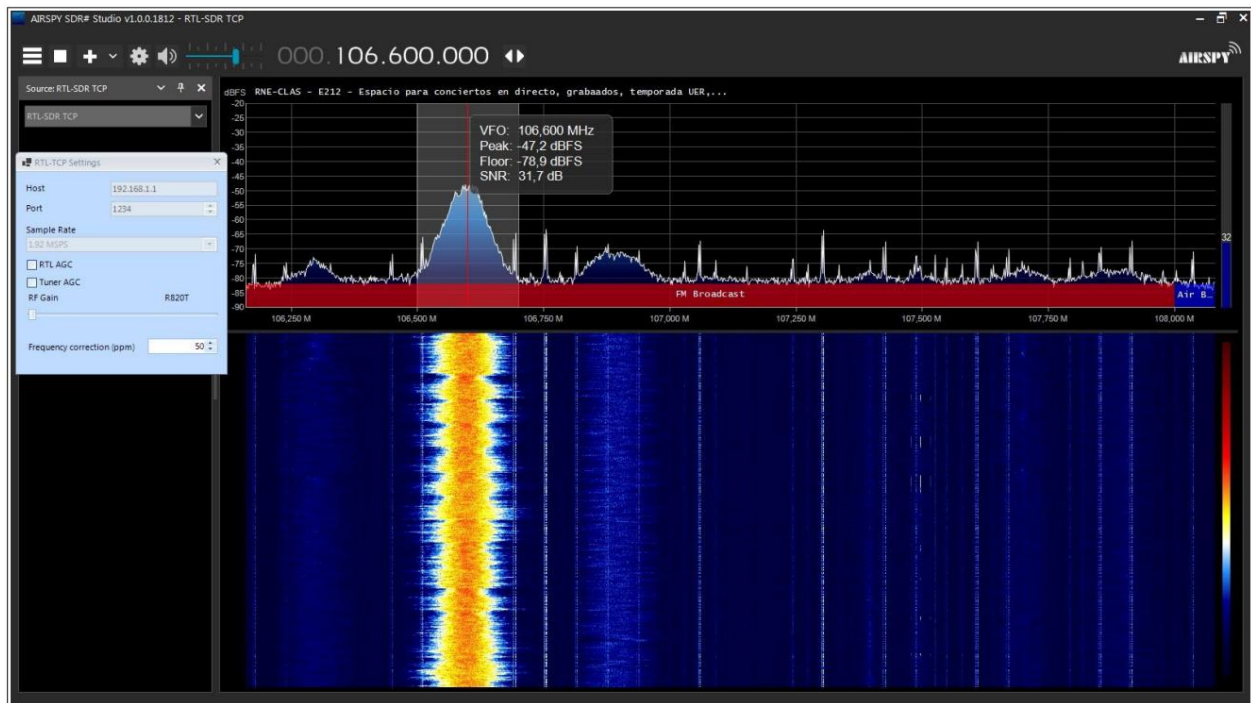 AIRSPY SDR# Studio v1.0.0.1812 - RTL-SDR TCP
000.106.600.000
AIRSPY
Source: RTL-SDR TCP
RTL-SDR TCP
RTL-TCP Settings
Host 192.168.1.1
Port 1234
Sample Rate
1.92 MSPS
RTL AGC
Tuner AGC
RF Gain R820T
Frequency correction (ppm) 50
dBFS RNE-CLAS - E212 - Espacio para conciertos en directo, grabaados, temporada UER,...
-20
-25
-30
-35
-40
-45
-50
-55
-60
-65
-70
-75
-80
-85
-90
VFO: 106,600 MHz
Peak: -47,2 dBFS
Floor: -78,9 dBFS
SNR: 31,7 dB
32
FM Broadcast
Air B...
106,250 M 106,500 M 106,750 M 107,000 M 107,250 M 107,500 M 107,750 M 108,000 M